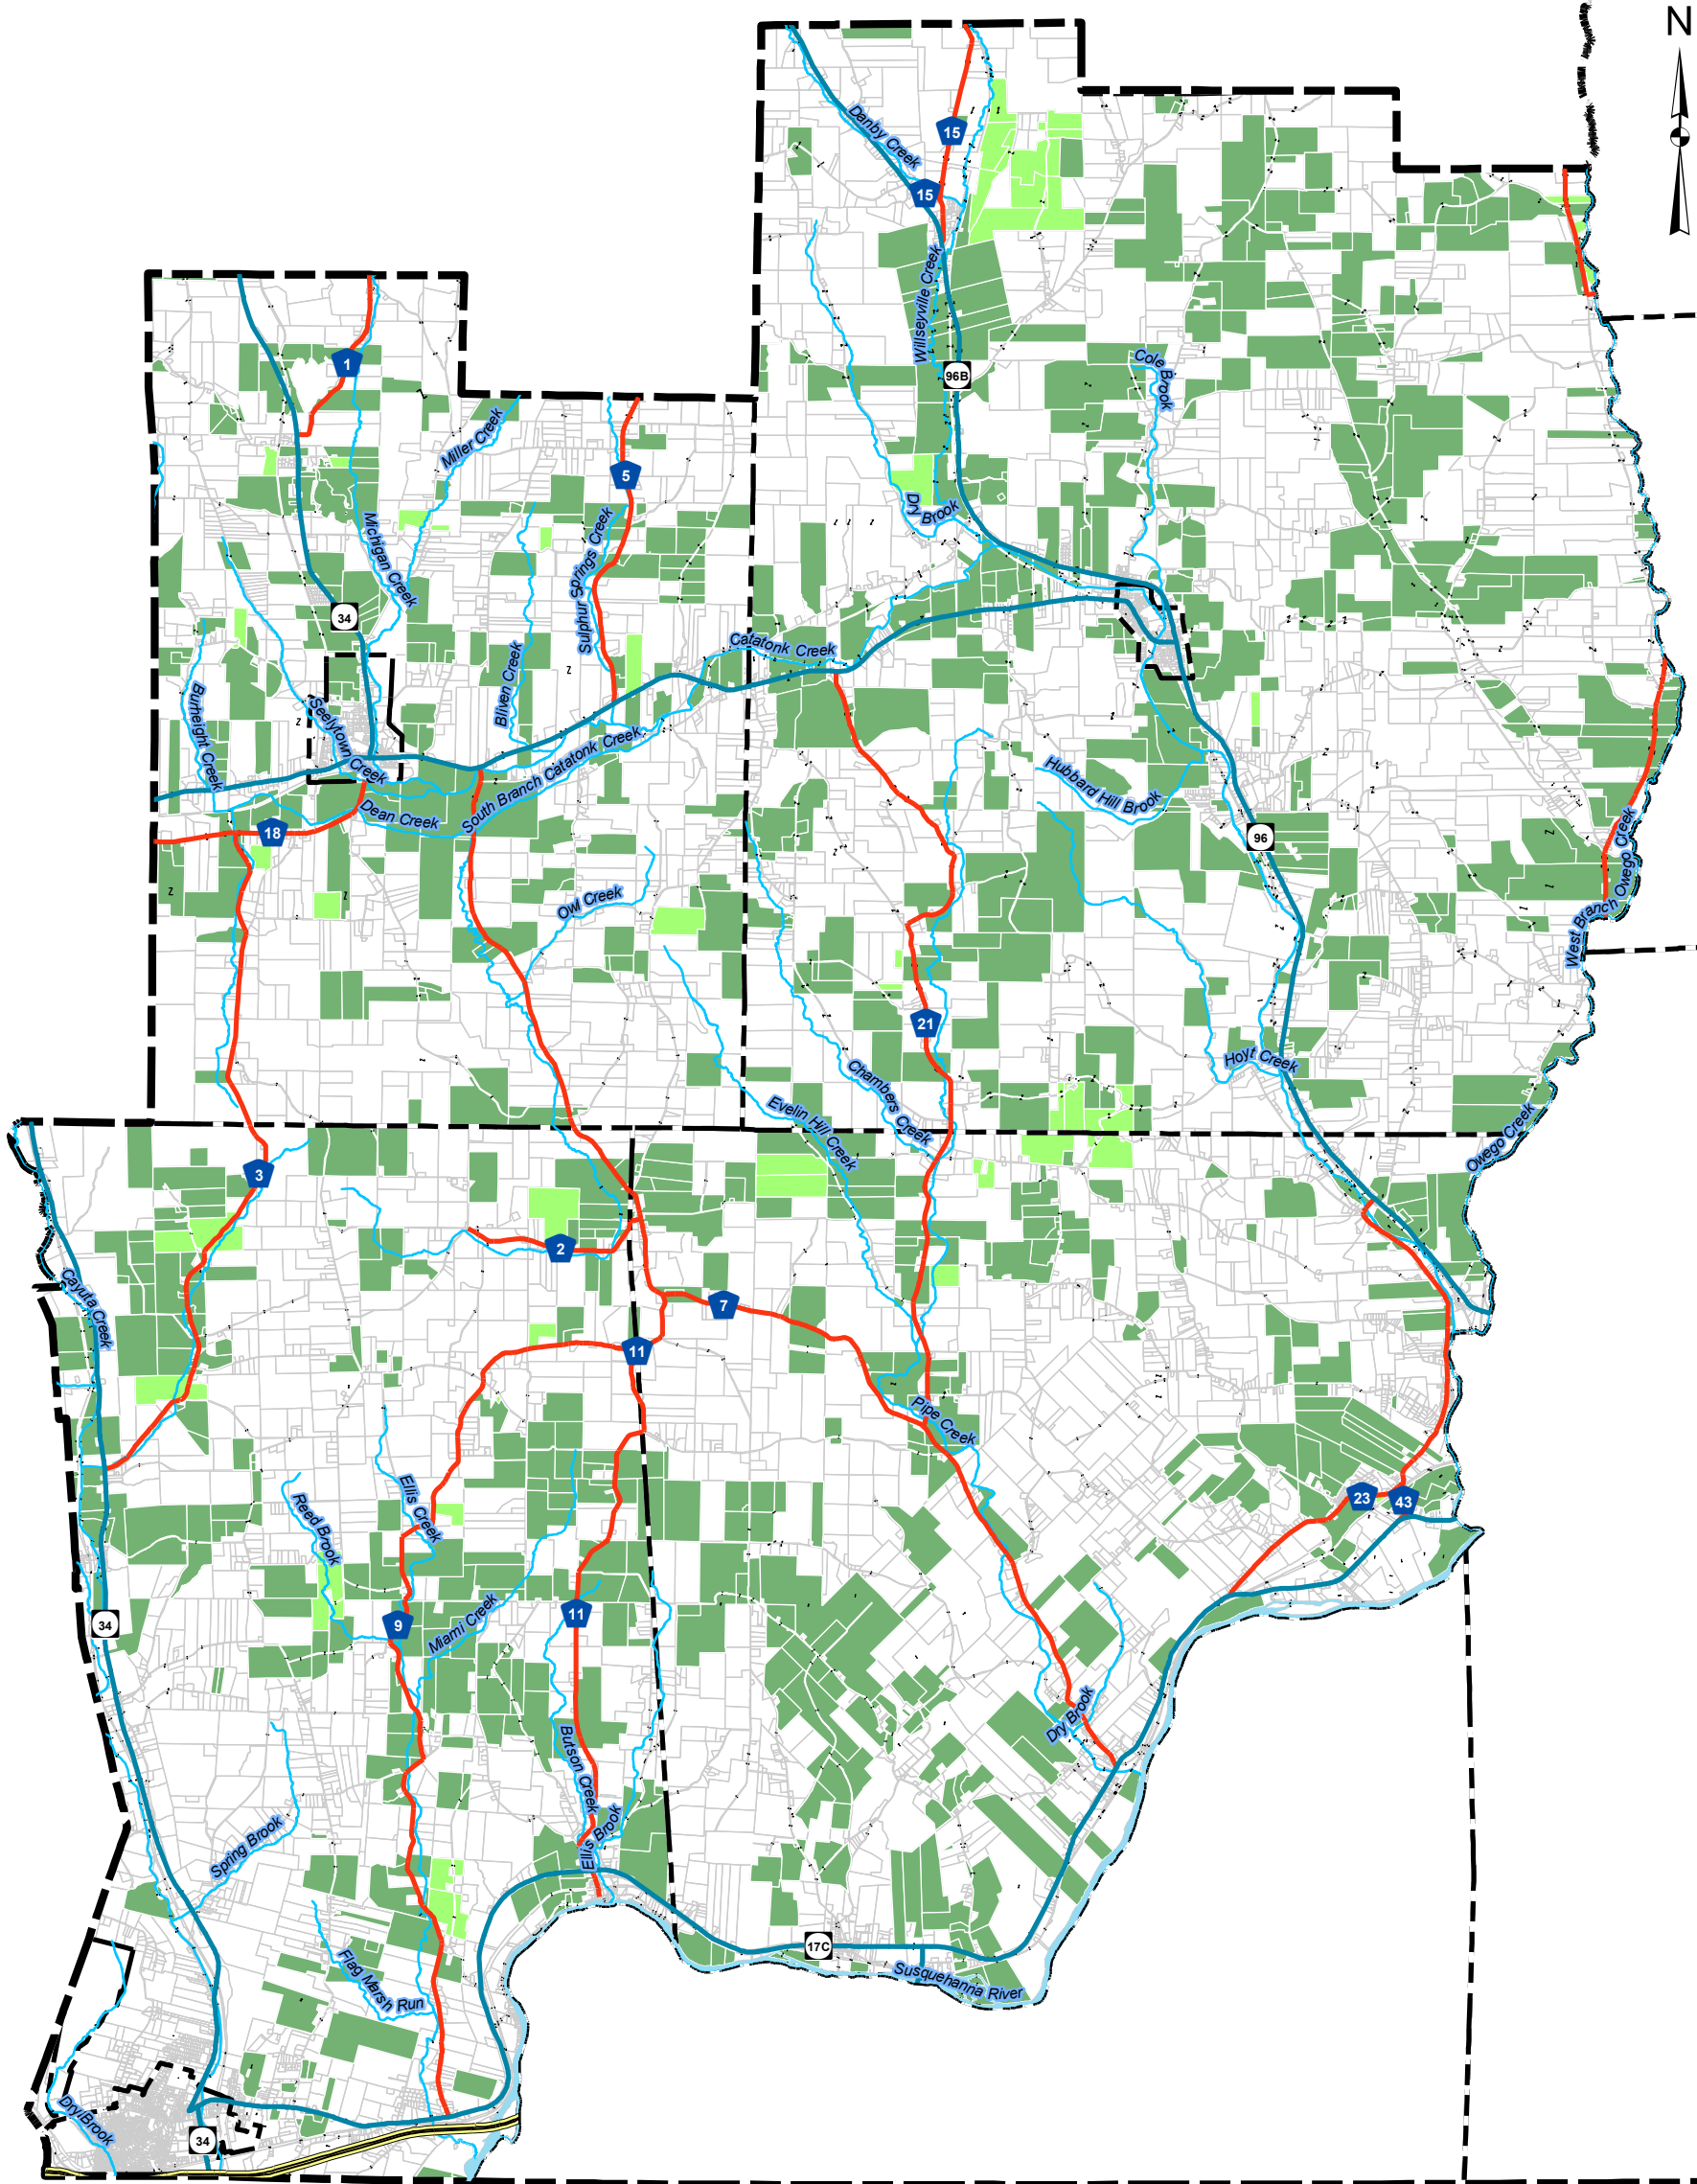 N
15
Danby Creek
15
Willseyville Creek
1
96B
Cole Brook
Miller Creek
5
Dry Brook
Michigan Creek
Sulphur Springs Creek
34
Catatonk Creek
Bliven Creek
Burheight Creek
Seelytown Creek
South Branch Catatonk Creek
Hubbard Hill Brook
Dean Creek
18
96
Owl Creek
West Branch Owego Creek
21
Hoyt Creek
Chambers Creek
Evelin Hill Creek
Owego Creek
3
2
Cayuta Creek
7
11
Pipe Creek
Ellis Creek
Reed Brook
23
43
9
Miami Creek
11
34
Dry Brook
Butson Creek
Ellis Brook
Spring Brook
17C
Flag Marsh Run
Susquehanna River
Dry Brook
34